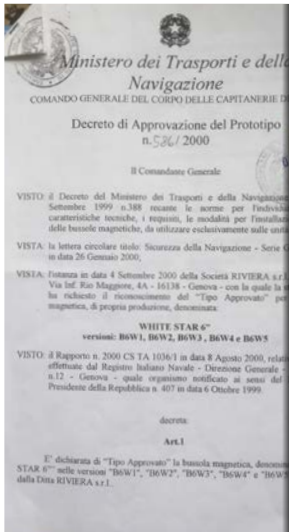 Ministero dei Trasporti e della
Navigazione
COMANDO GENERALE DEL CORPO DELLE CAPITANERIE D
Decreto di Approvazione del Prototipo
n.586/2000
Il Comandante Generale
VISTO: il Decreto del Ministero dei Trasporti e della Navigazione
Settembre 1999 n.388 recante le norme per l'individu
caratteristiche tecniche, i requisiti, le modalità per l'installaz
delle bussole magnetiche, da utilizzare esclusivamente sulle unità
VISTA: la lettera circolare titolo: Sicurezza della Navigazione - Serie G
in data 26 Gennaio 2000;
VISTA: l'istanza in data 4 Settembre 2000 della Società RIVIERA s.r.l.
Via Inf. Rio Maggiore, 4A - 16138 - Genova - con la quale la s
ha richiesto il riconoscimento del "Tipo Approvato" per
magnetica, di propria produzione, denominata:
WHITE STAR 6"
versioni: B6W1, B6W2, B6W3 , B6W4 e B6W5
VISTO: il Rapporto n. 2000 CS TA 1036/1 in data 8 Agosto 2000, relati
effettuate dal Registro Italiano Navale - Direzione Generale -
n.12 - Genova - quale organismo notificato ai sensi del
Presidente della Repubblica n. 407 in data 6 Ottobre 1999.
decreta:
Art.1
E' dichiarata di "Tipo Approvato" la bussola magnetica, denomin
STAR 6"" nelle versioni "B6W1", "B6W2", "B6W3", "B6W4" e "B6W5
dalla Ditta RIVIERA s.r.l.